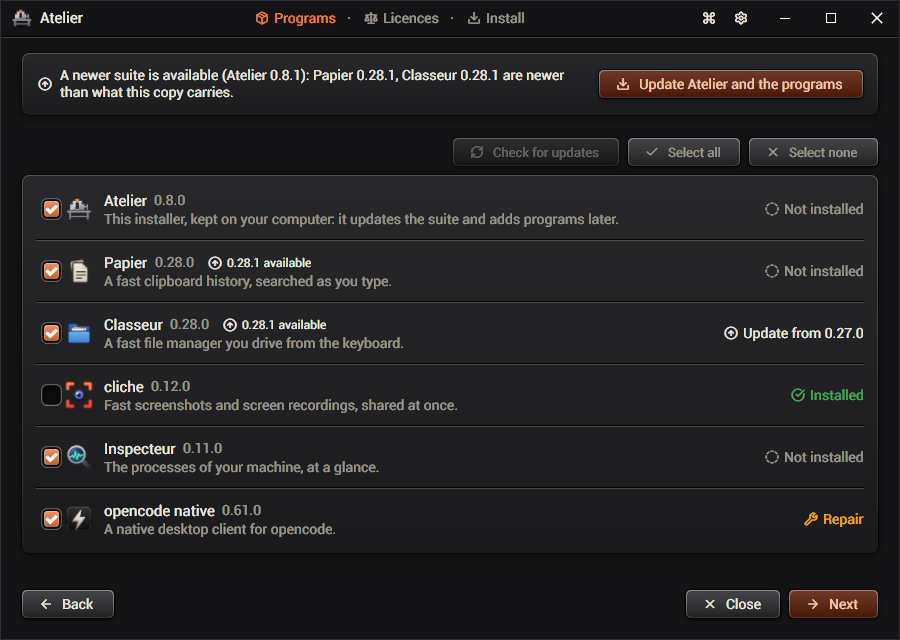 Atelier
Programs · Licences · Install
A newer suite is available (Atelier 0.8.1): Papier 0.28.1, Classeur 0.28.1 are newer
than what this copy carries.
Update Atelier and the programs
Check for updates
Select all
Select none
Atelier 0.8.0
This installer, kept on your computer: it updates the suite and adds programs later.
Not installed
Papier 0.28.0 0.28.1 available
A fast clipboard history, searched as you type.
Not installed
Classeur 0.28.0 0.28.1 available
A fast file manager you drive from the keyboard.
Update from 0.27.0
cliche 0.12.0
Fast screenshots and screen recordings, shared at once.
Installed
Inspecteur 0.11.0
The processes of your machine, at a glance.
Not installed
opencode native 0.61.0
A native desktop client for opencode.
Repair
Back
Close
Next